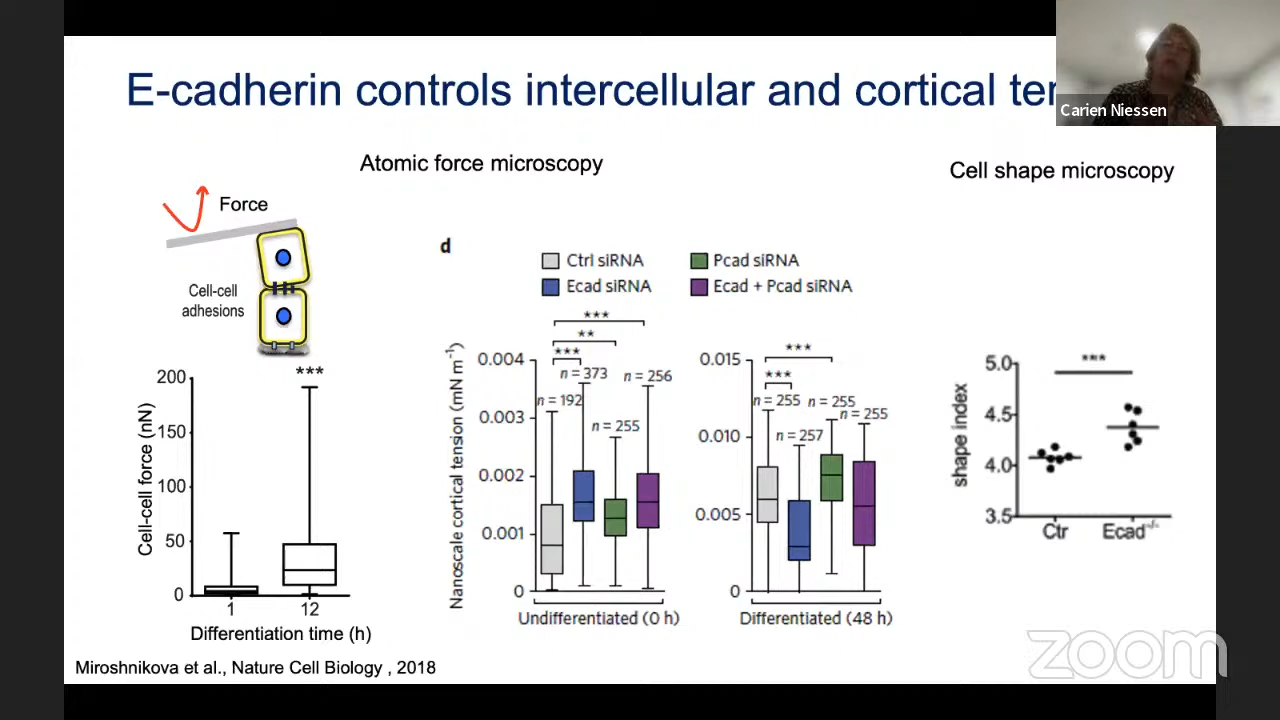 E-cadherin controls intercellular and cortical
Carien Niessen
Atomic force microscopy
Cell shape microscopy
Force
Cell-cell
adhesions
d
Ctrl siRNA
Pcad siRNA
Ecad siRNA
Ecad + Pcad siRNA
***
200
150
100
50
0
Cell-cell force (nN)
1
12
Differentiation time (h)
Nanoscale cortical tension (mN m⁻¹)
0.004
0.003
0.002
0.001
0
***
**
***
n = 373
n = 256
n = 192
n = 255
Undifferentiated (0 h)
0.015
0.010
0.005
0
***
***
n = 255
n = 255
n = 255
n = 257
Differentiated (48 h)
shape index
5.0
4.5
4.0
3.5
***
Ctr
Ecad-/-
Miroshnikova et al., Nature Cell Biology , 2018
zoom